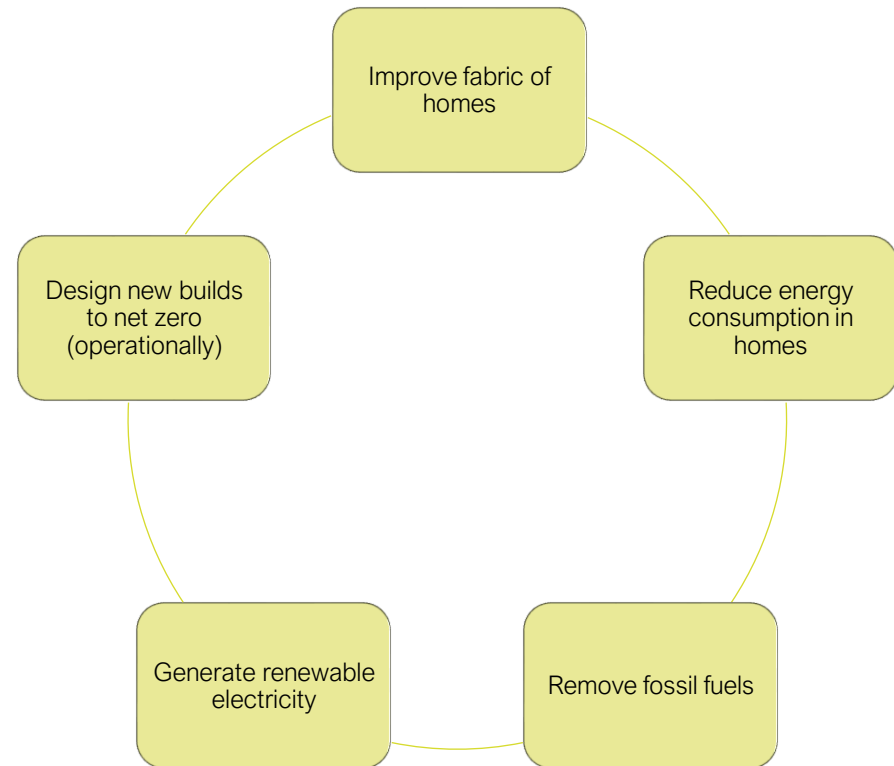 Improve fabric of
homes
Reduce energy
consumption in
homes
Remove fossil fuels
Generate renewable
electricity
Design new builds
to net zero
(operationally)